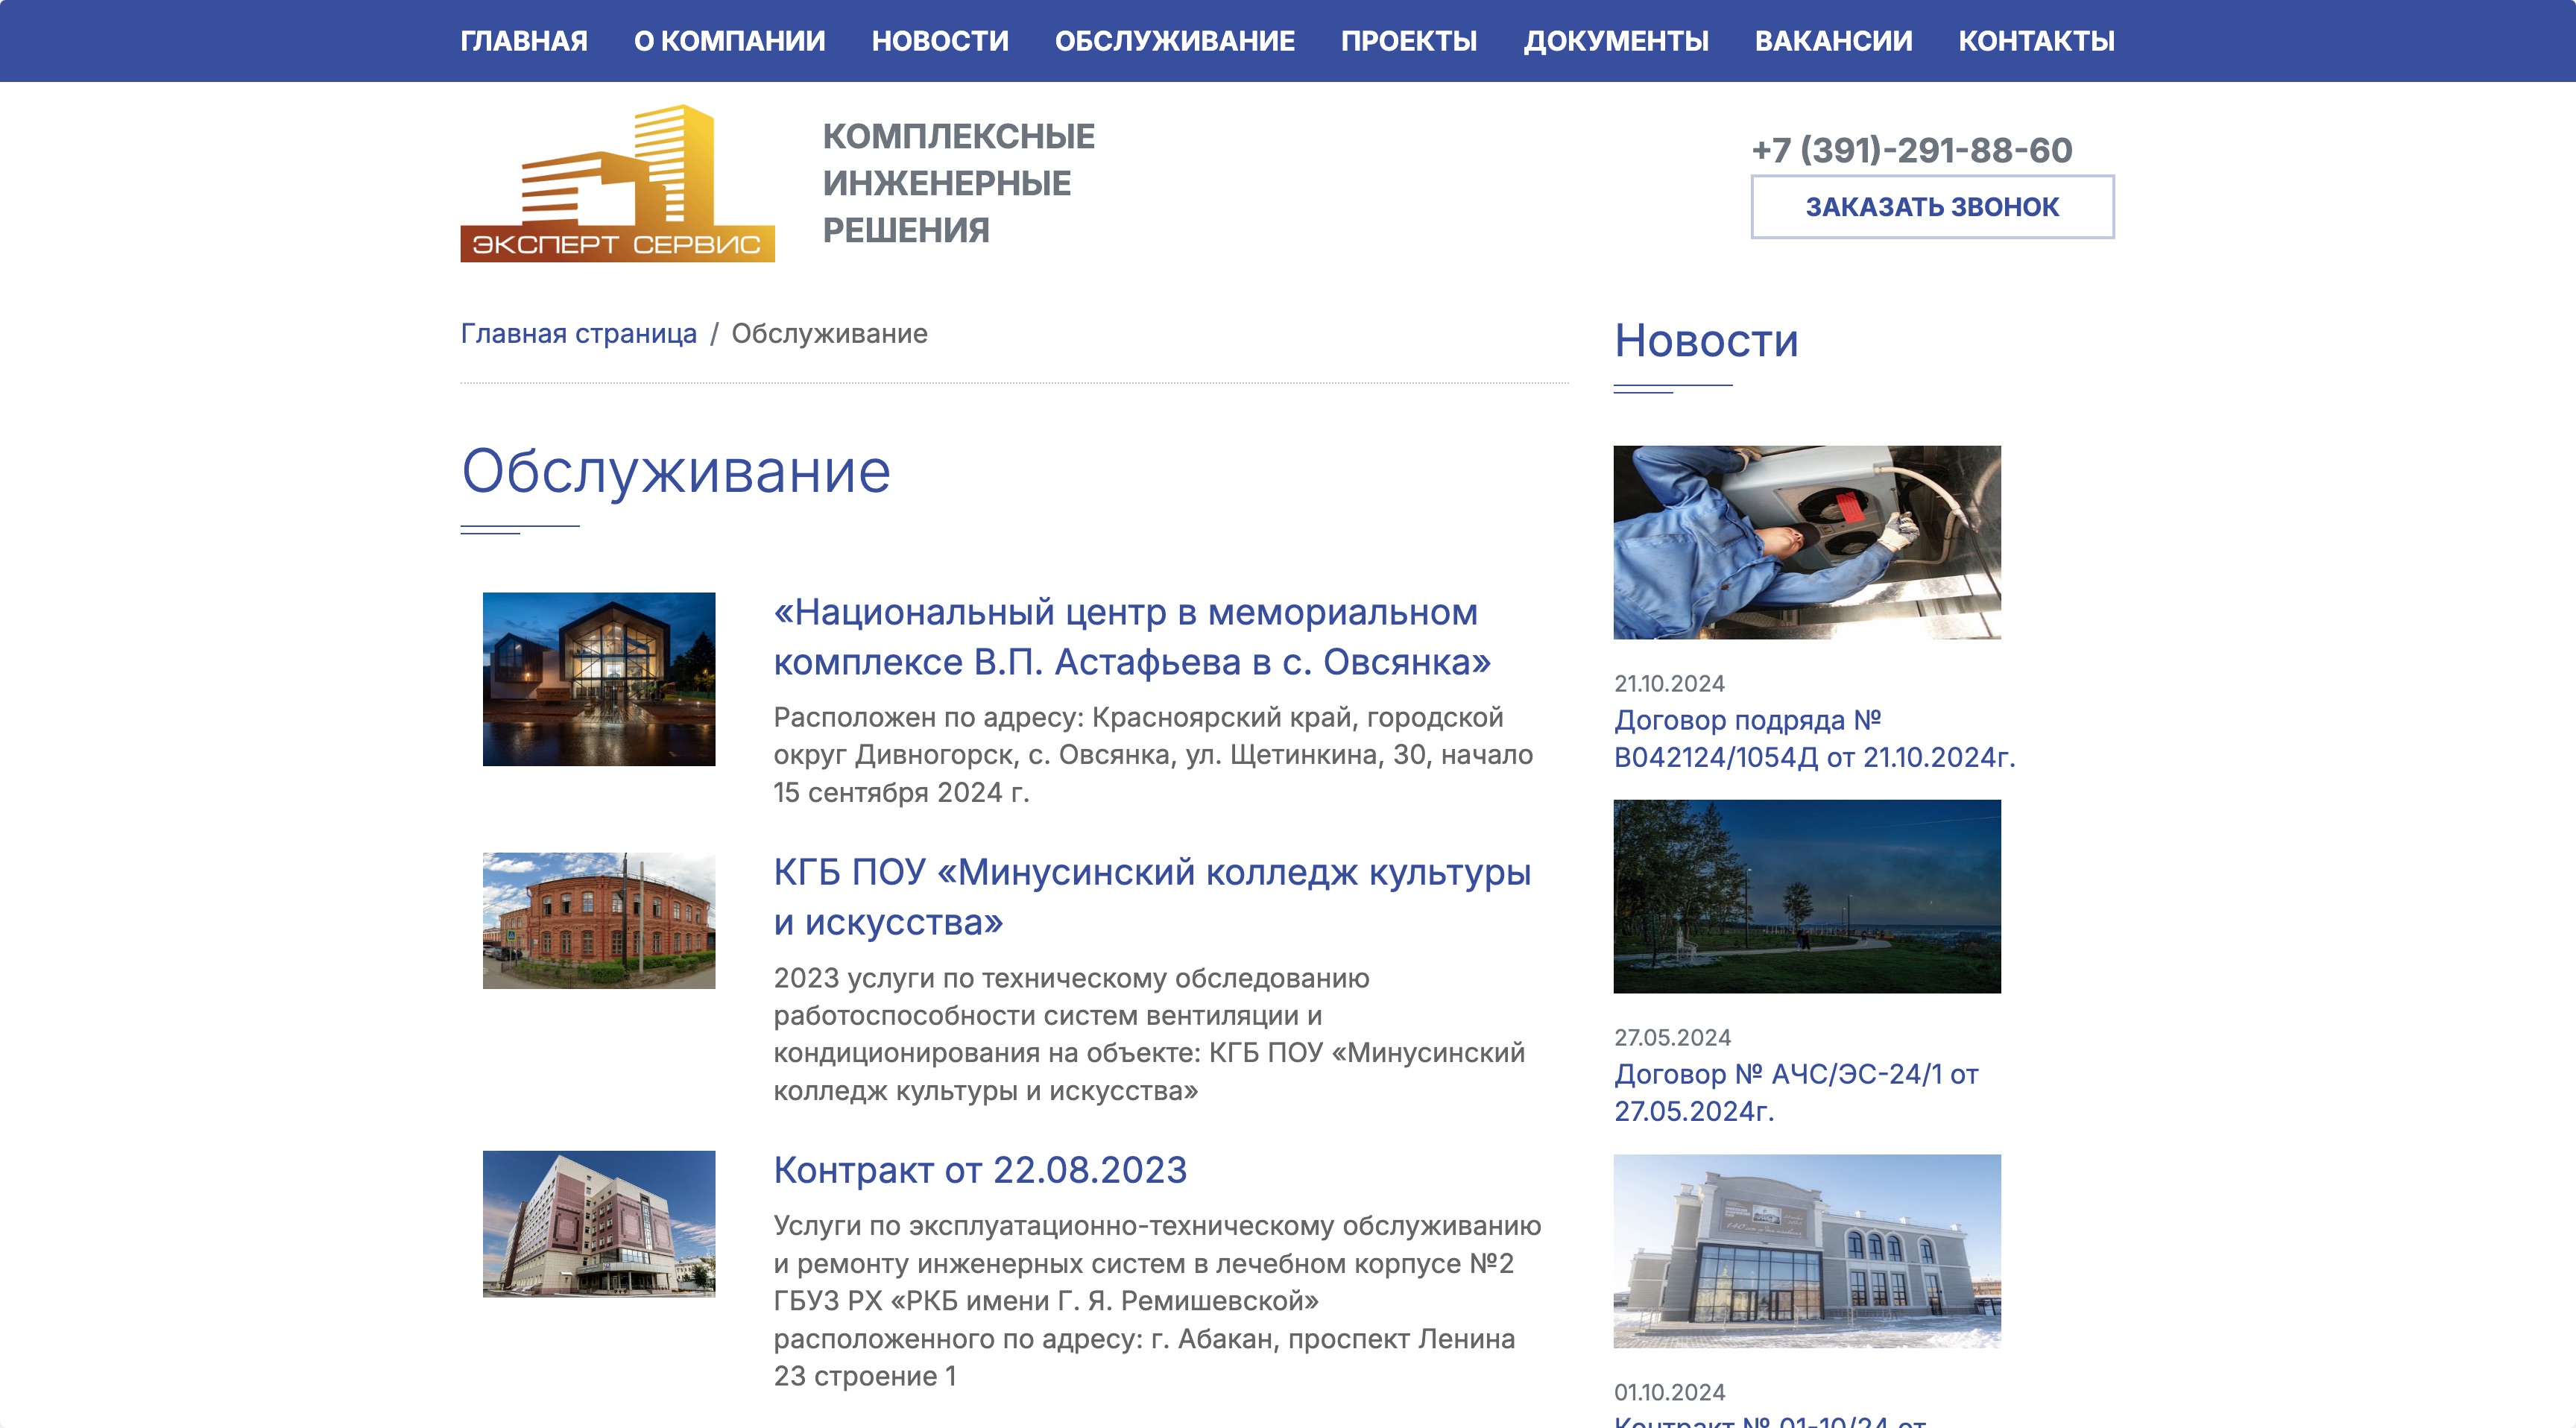 ГЛАВНАЯ О КОМПАНИИ НОВОСТИ ОБСЛУЖИВАНИЕ ПРОЕКТЫ ДОКУМЕНТЫ ВАКАНСИИ КОНТАКТЫ
ЭКСПЕРТ СЕРВИС
КОМПЛЕКСНЫЕ
ИНЖЕНЕРНЫЕ
РЕШЕНИЯ
+7 (391)-291-88-60
ЗАКАЗАТЬ ЗВОНОК
Главная страница / Обслуживание
Обслуживание
«Национальный центр в мемориальном
комплексе В.П. Астафьева в с. Овсянка»
Расположен по адресу: Красноярский край, городской
округ Дивногорск, с. Овсянка, ул. Щетинкина, 30, начало
15 сентября 2024 г.
КГБ ПОУ «Минусинский колледж культуры
и искусства»
2023 услуги по техническому обследованию
работоспособности систем вентиляции и
кондиционирования на объекте: КГБ ПОУ «Минусинский
колледж культуры и искусства»
Контракт от 22.08.2023
Услуги по эксплуатационно-техническому обслуживанию
и ремонту инженерных систем в лечебном корпусе №2
ГБУЗ РХ «РКБ имени Г. Я. Ремишевской»
расположенного по адресу: г. Абакан, проспект Ленина
23 строение 1
Новости
21.10.2024
Договор подряда №
В042124/1054Д от 21.10.2024г.
27.05.2024
Договор № АЧС/ЭС-24/1 от
27.05.2024г.
01.10.2024
Контракт № 01-10/24 от